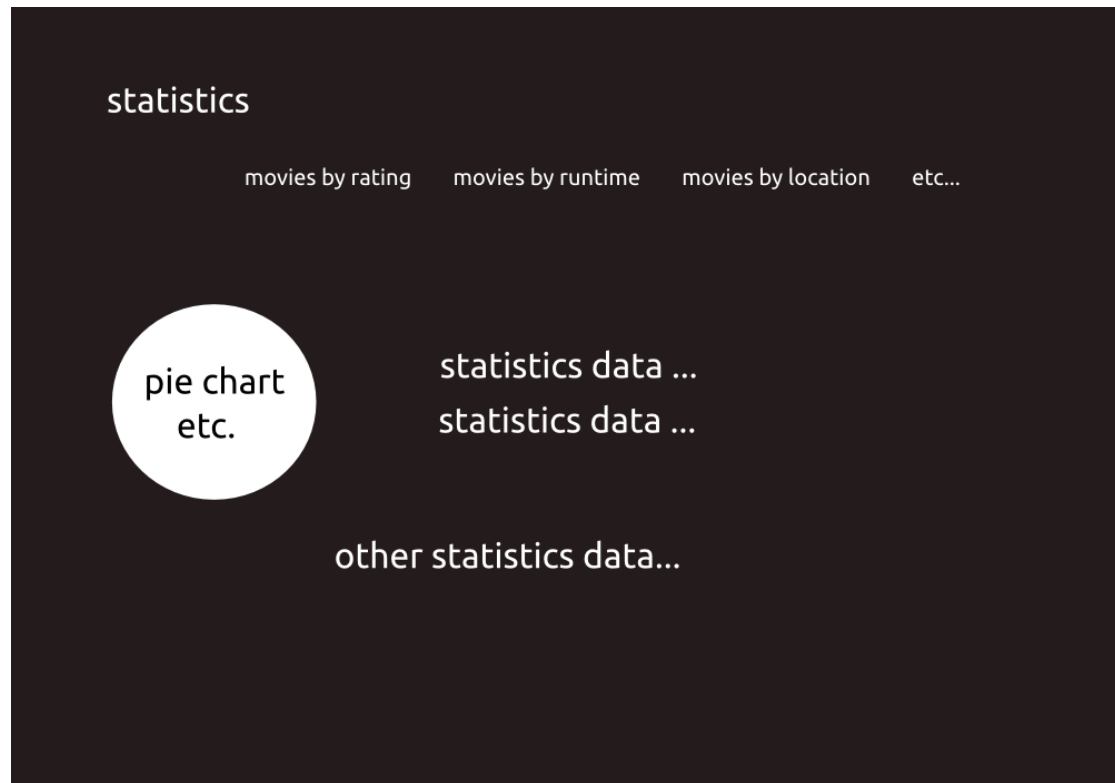 statistics
movies by rating movies by runtime movies by location etc...
pie chart
etc.
statistics data ...
statistics data ...
other statistics data...